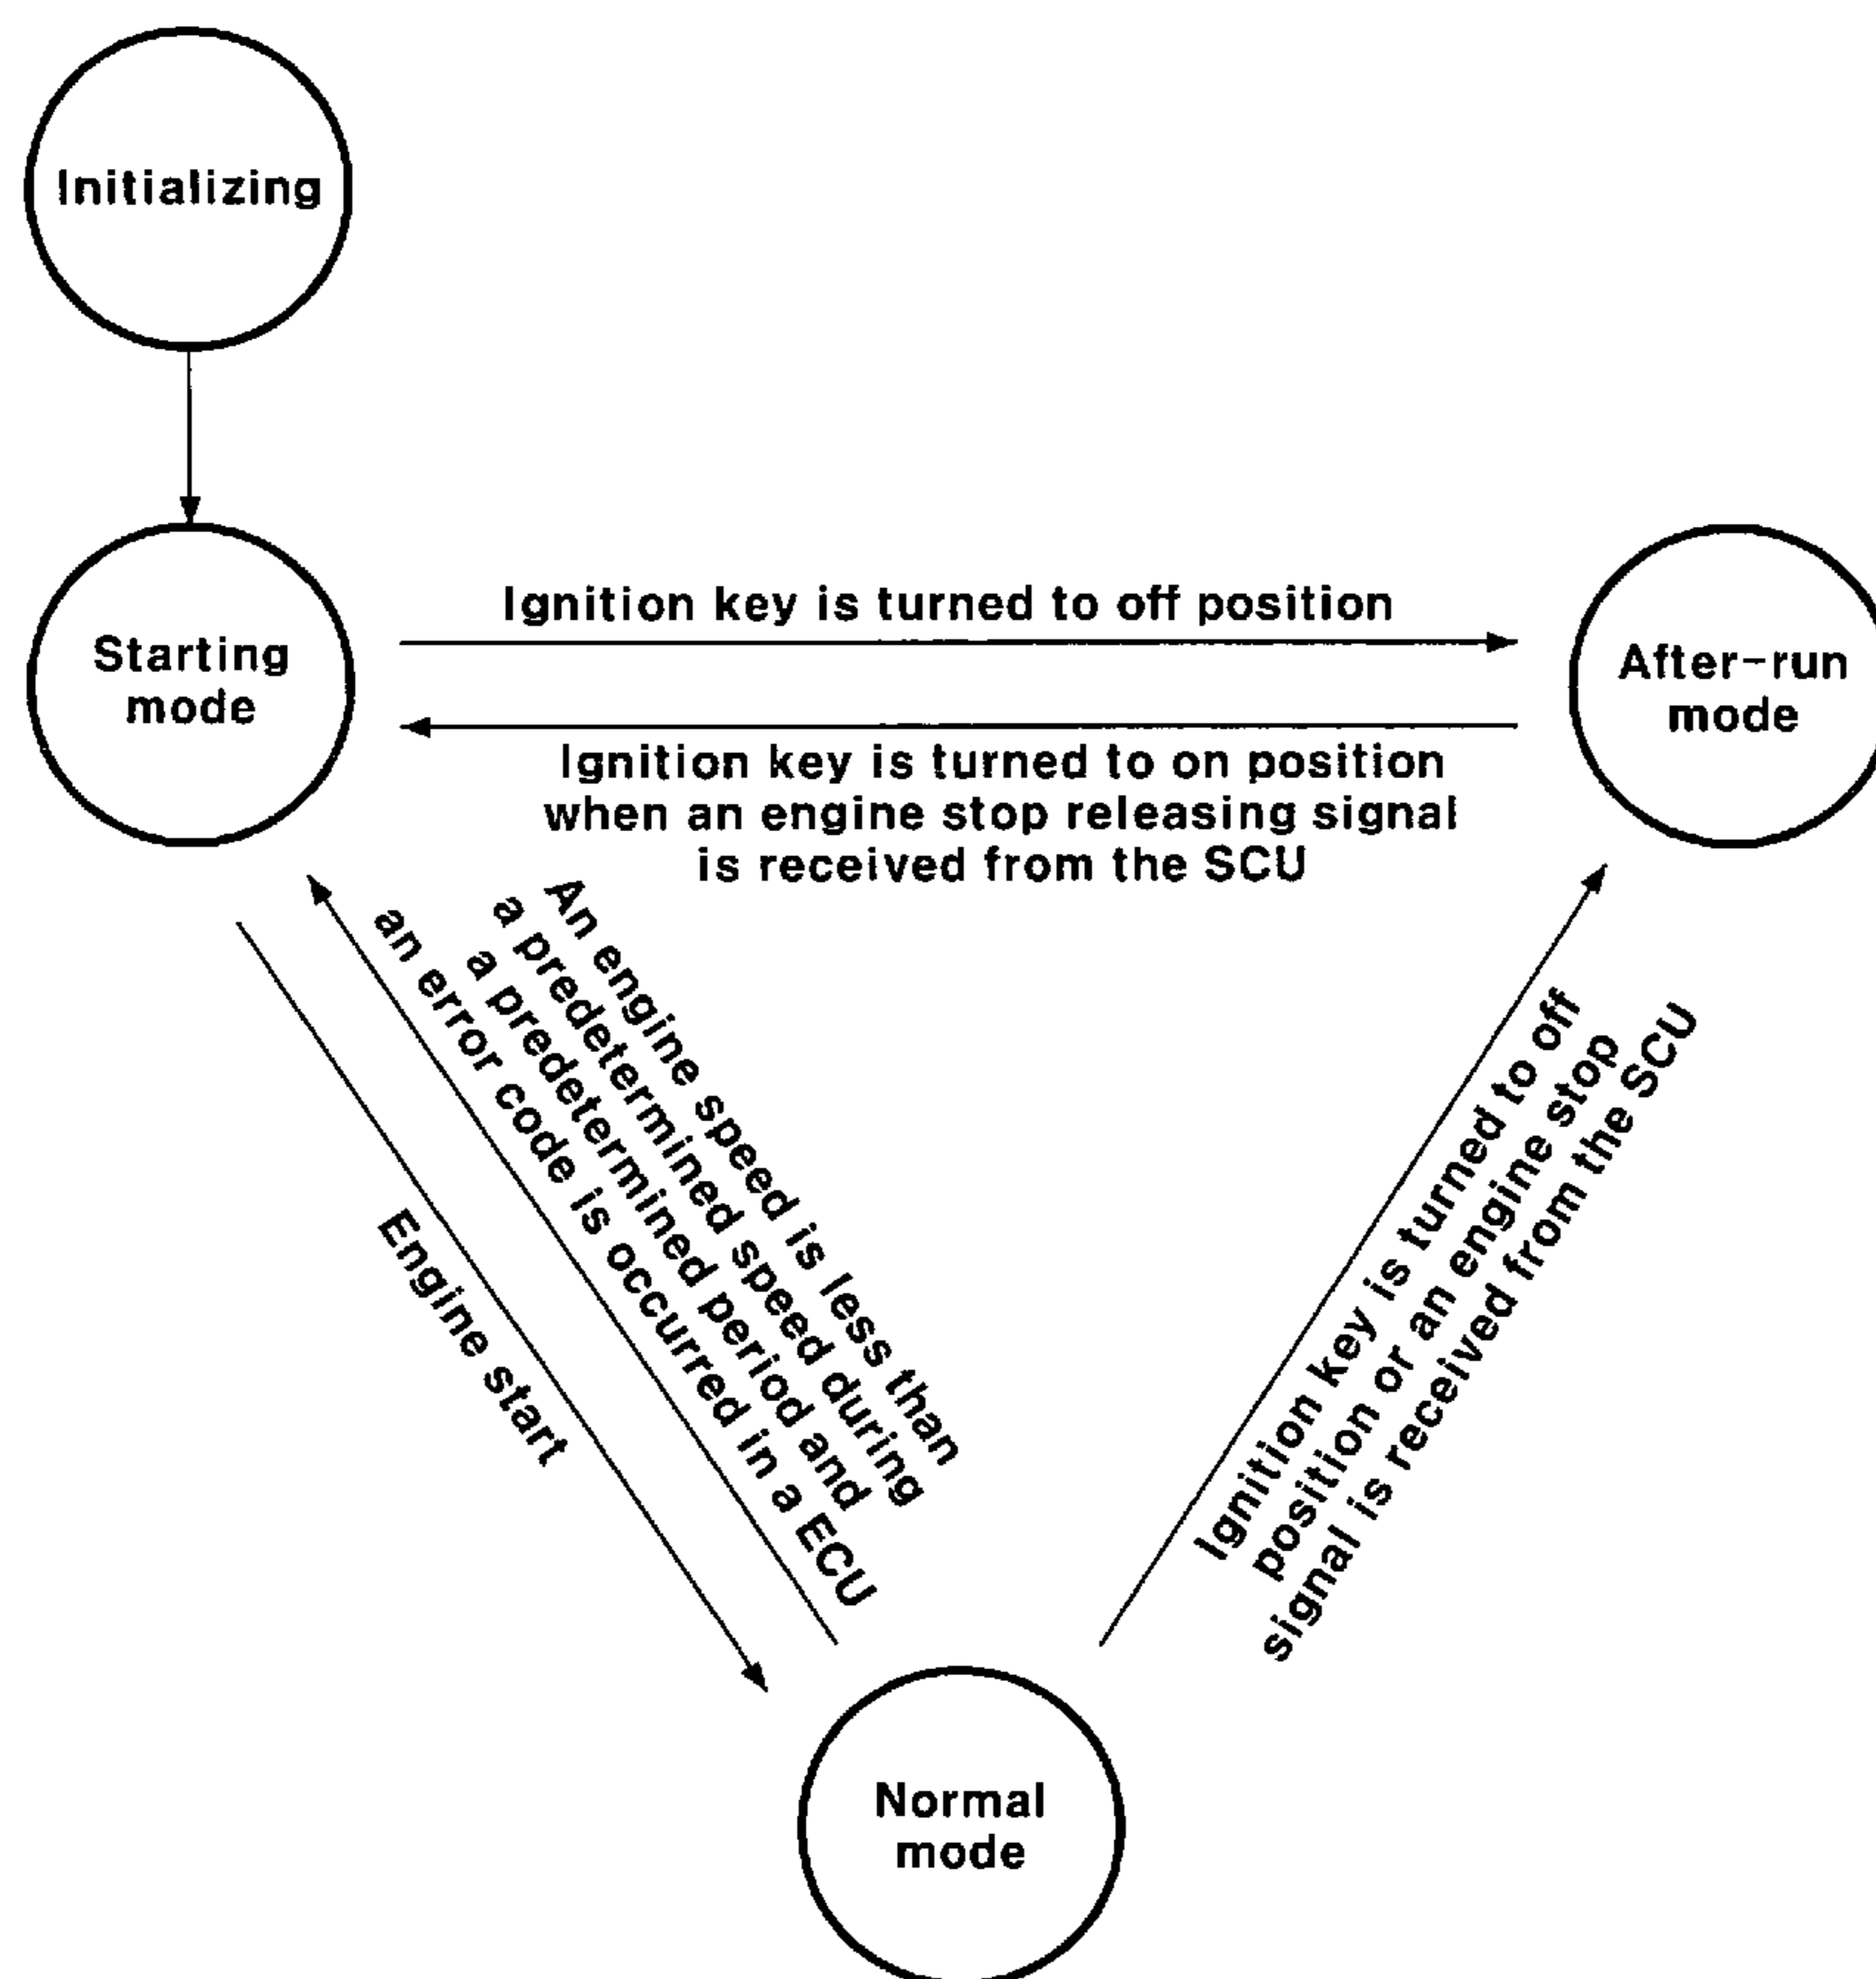 Initializing
Starting
mode
Ignition key is turned to off position
After-run
mode
Ignition key is turned to on position
when an engine stop releasing signal
is received from the SCU
An engine speed is less than
a predetermined speed during
a predetermined period and
an error code is occurred in a ECU
Engine start
Ignition key is turned to off
position or an engine stop
signal is received from the SCU
Normal
mode